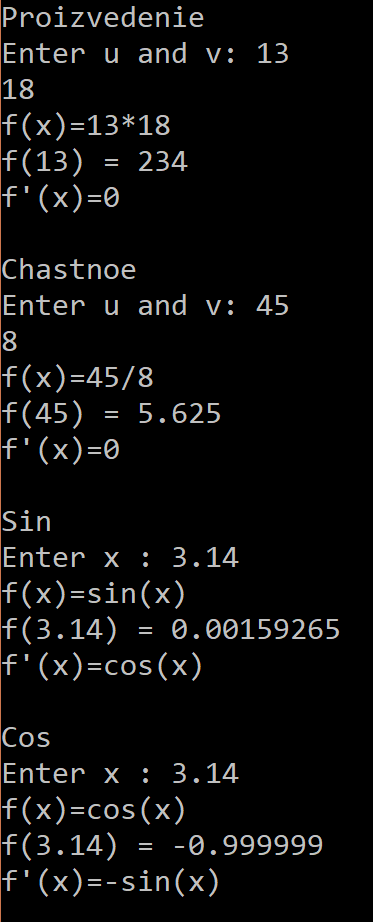 Proizvedenie
Enter u and v: 13
18
f(x)=13*18
f(13) = 234
f'(x)=0

Chastnoe
Enter u and v: 45
8
f(x)=45/8
f(45) = 5.625
f'(x)=0

Sin
Enter x : 3.14
f(x)=sin(x)
f(3.14) = 0.00159265
f'(x)=cos(x)

Cos
Enter x : 3.14
f(x)=cos(x)
f(3.14) = -0.999999
f'(x)=-sin(x)